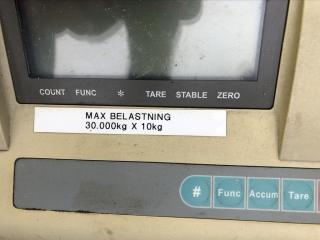 COUNT FUNC * TARE STABLE ZERO
MAX BELASTNING
30.000kg X 10kg
# Func Accum Tare